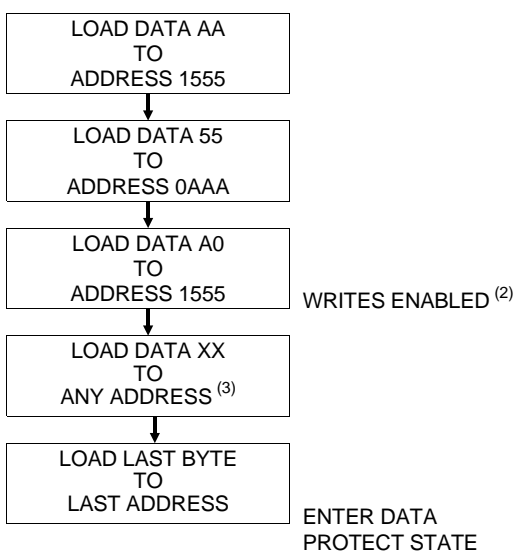 LOAD DATA AA
TO
ADDRESS 1555
LOAD DATA 55
TO
ADDRESS 0AAA
LOAD DATA A0
TO
ADDRESS 1555
WRITES ENABLED (2)
LOAD DATA XX
TO
ANY ADDRESS (3)
LOAD LAST BYTE
TO
LAST ADDRESS
ENTER DATA
PROTECT STATE